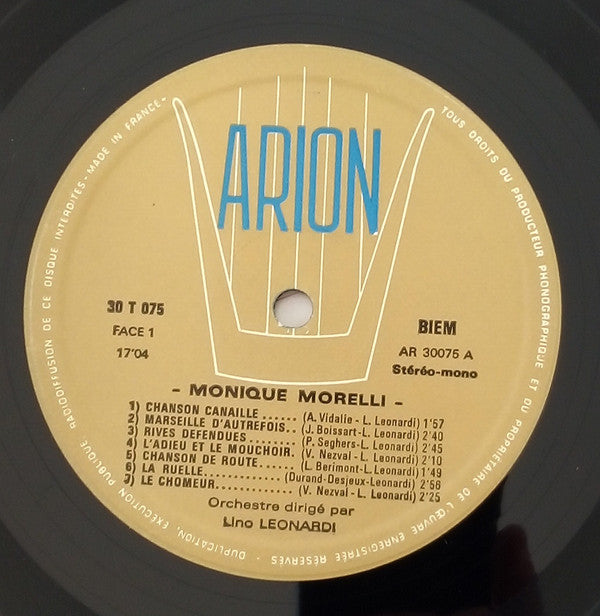 ARION
30 T 075
FACE 1
17'04
BIEM
AR 30075 A
Stéréo-mono
- MONIQUE MORELLI -
1) CHANSON CANAILLE ...... (A. Vidalie - L. Leonardi) 1'57
2) MARSEILLE D'AUTREFOIS.. (J. Boissart - L. Leonardi) 2'40
3) RIVES DEFENDUES ........ (P. Seghers - L. Leonardi) 2'45
4) L'ADIEU ET LE MOUCHOIR. (V. Nezval - L. Leonardi) 2'10
5) CHANSON DE ROUTE..... (L. Berimont - L. Leonardi) 1'49
6) LA RUELLE............ (Durand-Desjeux-Leonardi) 2'56
7) LE CHOMEUR............ (V. Nezval - L. Leonardi) 2'25
Orchestre dirigé par
Lino LEONARDI
TOUS DROITS DU PRODUCTEUR PHONOGRAPHIQUE ET DU PROPRIÉTAIRE DE L'ŒUVRE ENREGISTRÉE RÉSERVÉS - DUPLICATION, EXÉCUTION PUBLIQUE RADIODIFFUSION DE CE DISQUE INTERDITES - MADE IN FRANCE -